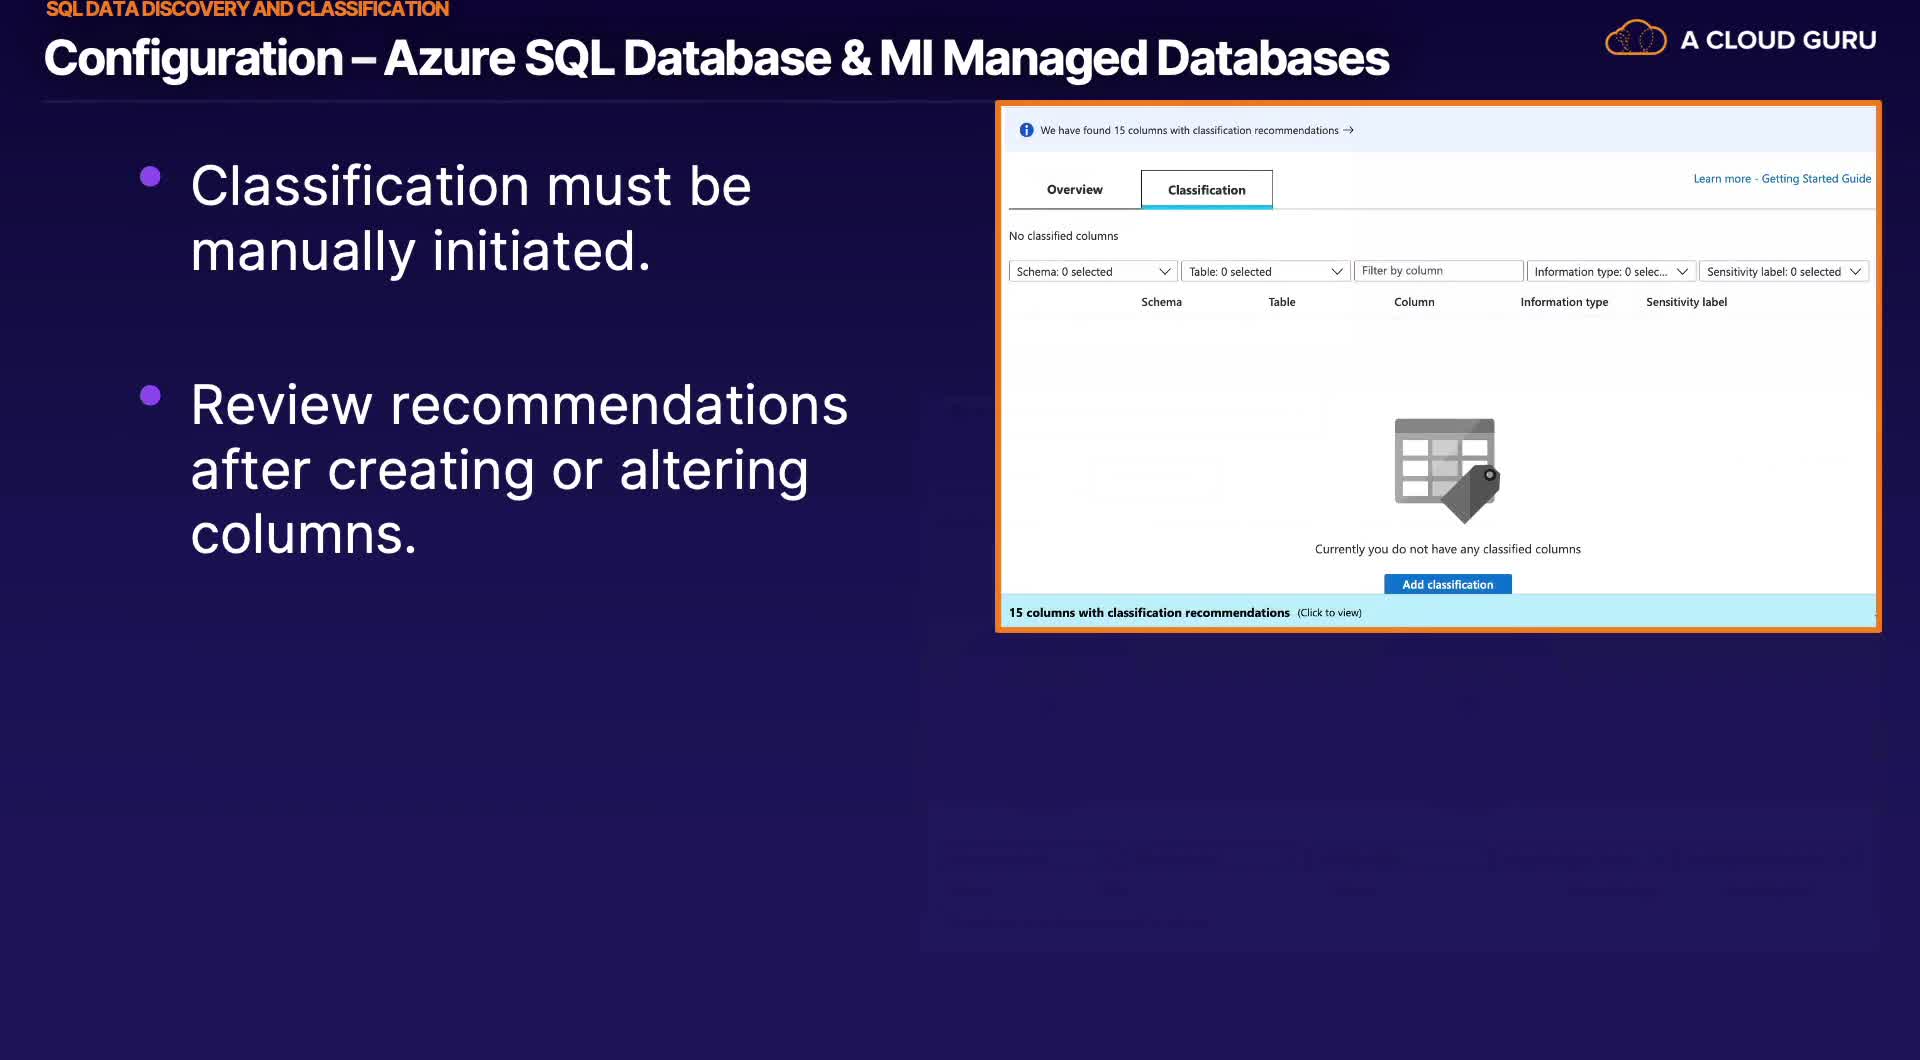 SQL DATA DISCOVERY AND CLASSIFICATION
Configuration – Azure SQL Database & MI Managed Databases
A CLOUD GURU
Classification must be
manually initiated.
Review recommendations
after creating or altering
columns.
We have found 15 columns with classification recommendations →
Overview
Classification
Learn more - Getting Started Guide
No classified columns
Schema: 0 selected
Table: 0 selected
Filter by column
Information type: 0 selec...
Sensitivity label: 0 selected
Schema
Table
Column
Information type
Sensitivity label
Currently you do not have any classified columns
Add classification
15 columns with classification recommendations (Click to view)